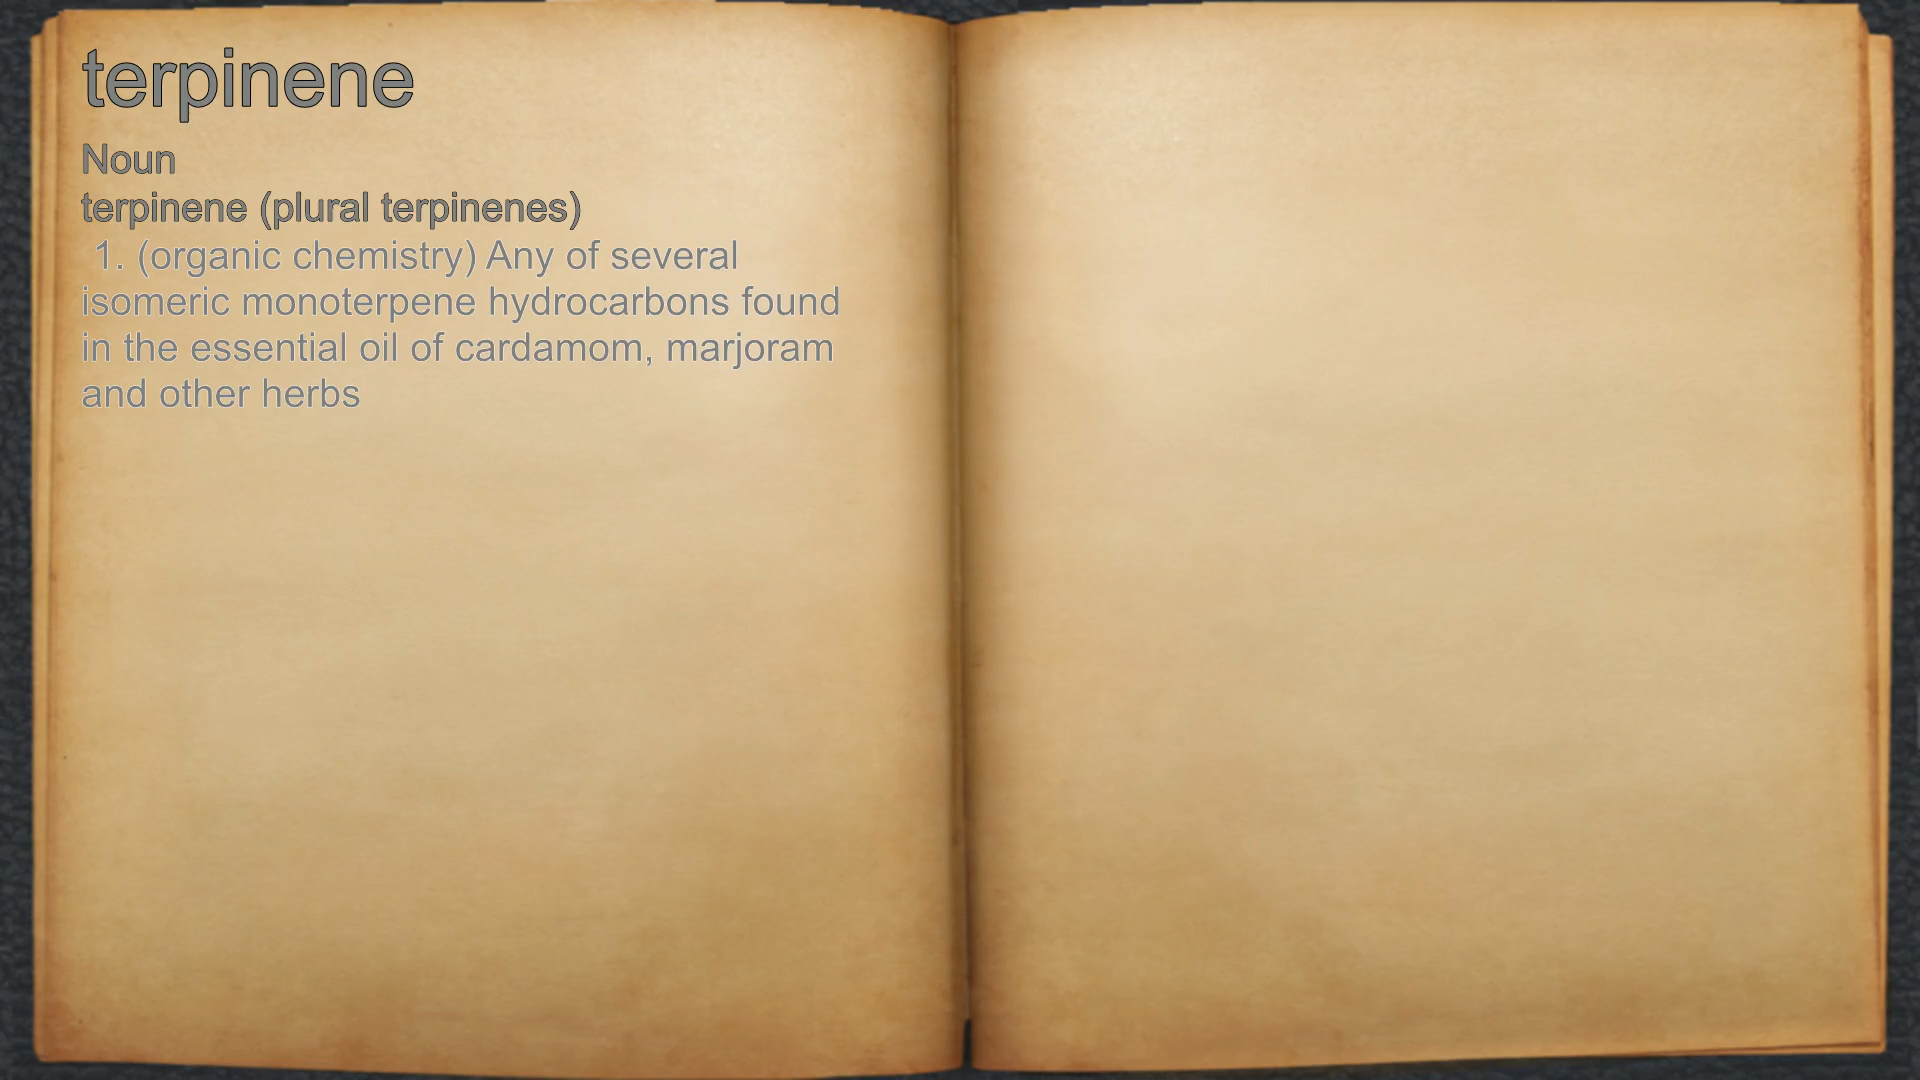 terpinene
Noun
terpinene (plural terpinenes)
1. (organic chemistry) Any of several
isomeric monoterpene hydrocarbons found
in the essential oil of cardamom, marjoram
and other herbs